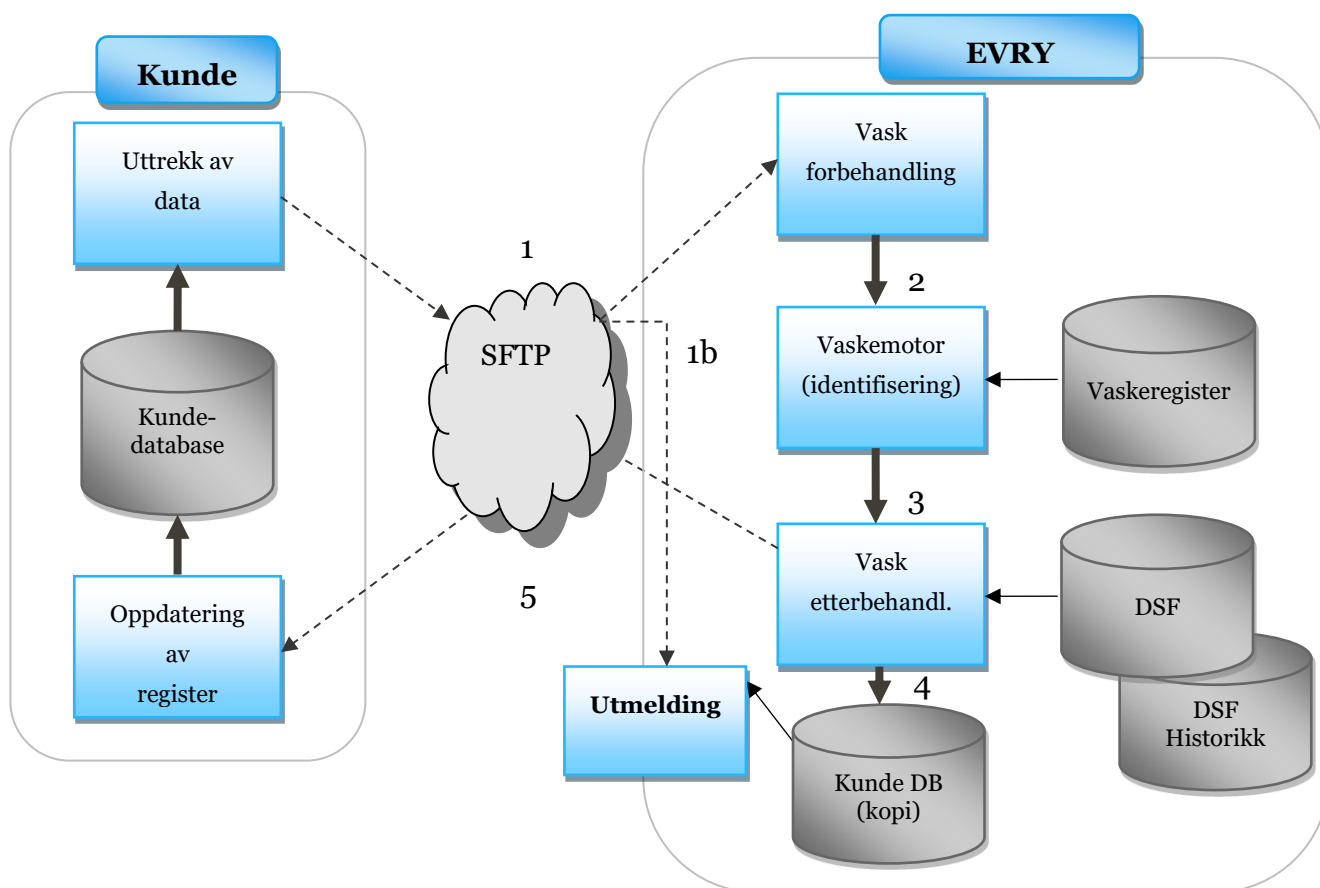 Kunde
EVRY
Uttrekk av
data
Kunde-
database
Oppdatering
av
register
1
SFTP
5
1b
Vask
forbehandling
2
Vaskemotor
(identifisering)
Vaskeregister
3
Vask
etterbehandl.
DSF
DSF
Historikk
4
Utmelding
Kunde DB
(kopi)